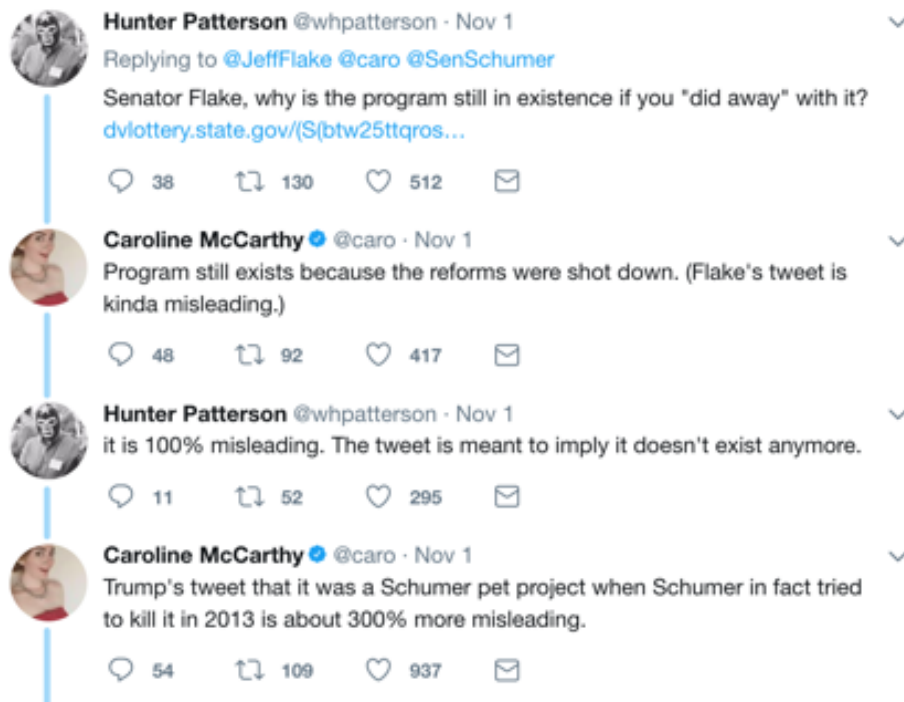 Hunter Patterson @whpatterson · Nov 1
Replying to @JeffFlake @caro @SenSchumer
Senator Flake, why is the program still in existence if you "did away" with it?
dvlottery.state.gov/(S(btw25ttqros…
38 130 512
Caroline McCarthy @caro · Nov 1
Program still exists because the reforms were shot down. (Flake's tweet is
kinda misleading.)
48 92 417
Hunter Patterson @whpatterson · Nov 1
it is 100% misleading. The tweet is meant to imply it doesn't exist anymore.
11 52 295
Caroline McCarthy @caro · Nov 1
Trump's tweet that it was a Schumer pet project when Schumer in fact tried
to kill it in 2013 is about 300% more misleading.
54 109 937